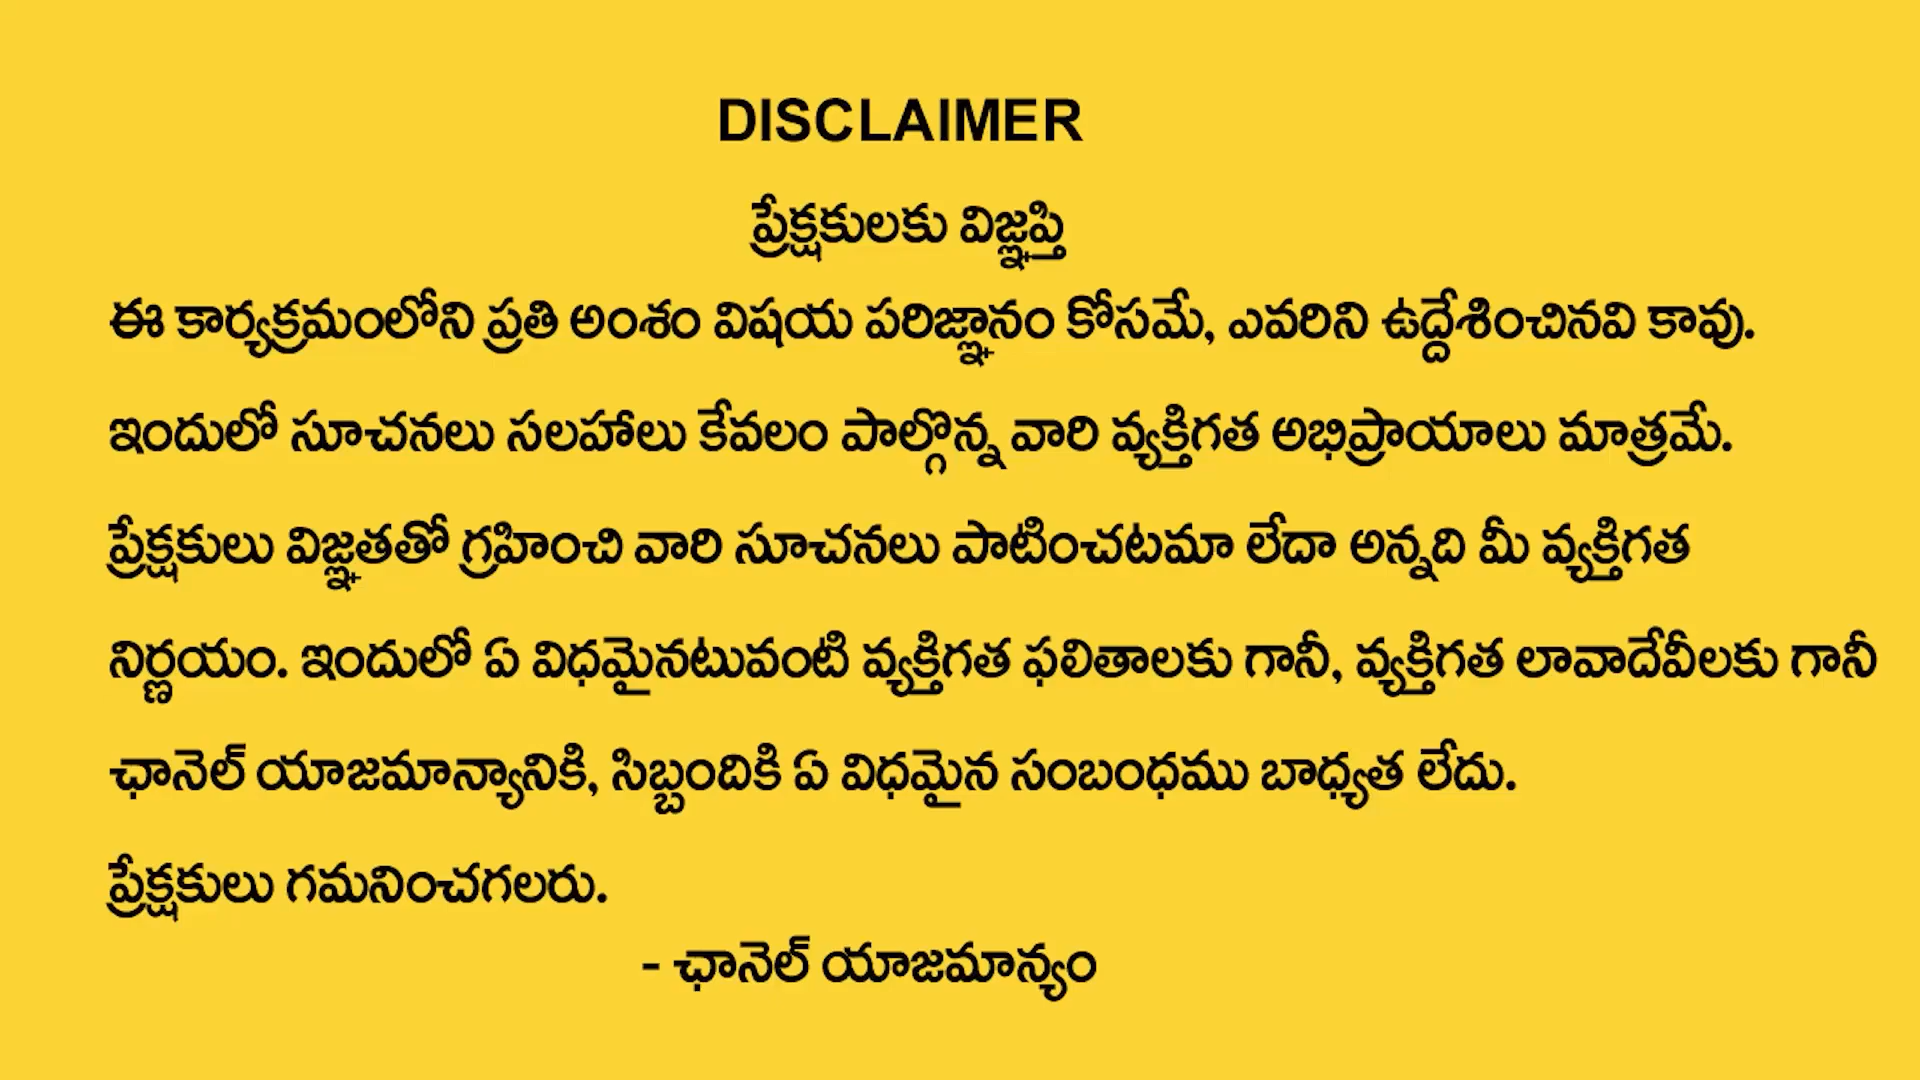 DISCLAIMER
ప్రేక్షకులకు విజ్ఞప్తి
ఈ కార్యక్రమంలోని ప్రతి అంశం విషయ పరిజ్ఞానం కోసమే, ఎవరిని ఉద్దేశించినవి కావు.
ఇందులో సూచనలు సలహాలు కేవలం పాల్గొన్న వారి వ్యక్తిగత అభిప్రాయాలు మాత్రమే.
ప్రేక్షకులు విజ్ఞతతో గ్రహించి వారి సూచనలు పాటించటమా లేదా అన్నది మీ వ్యక్తిగత
నిర్ణయం. ఇందులో ఏ విధమైనటువంటి వ్యక్తిగత ఫలితాలకు గానీ, వ్యక్తిగత లావాదేవీలకు గానీ
ఛానెల్ యాజమాన్యానికి, సిబ్బందికి ఏ విధమైన సంబంధము బాధ్యత లేదు.
ప్రేక్షకులు గమనించగలరు.
- ఛానెల్ యాజమాన్యం